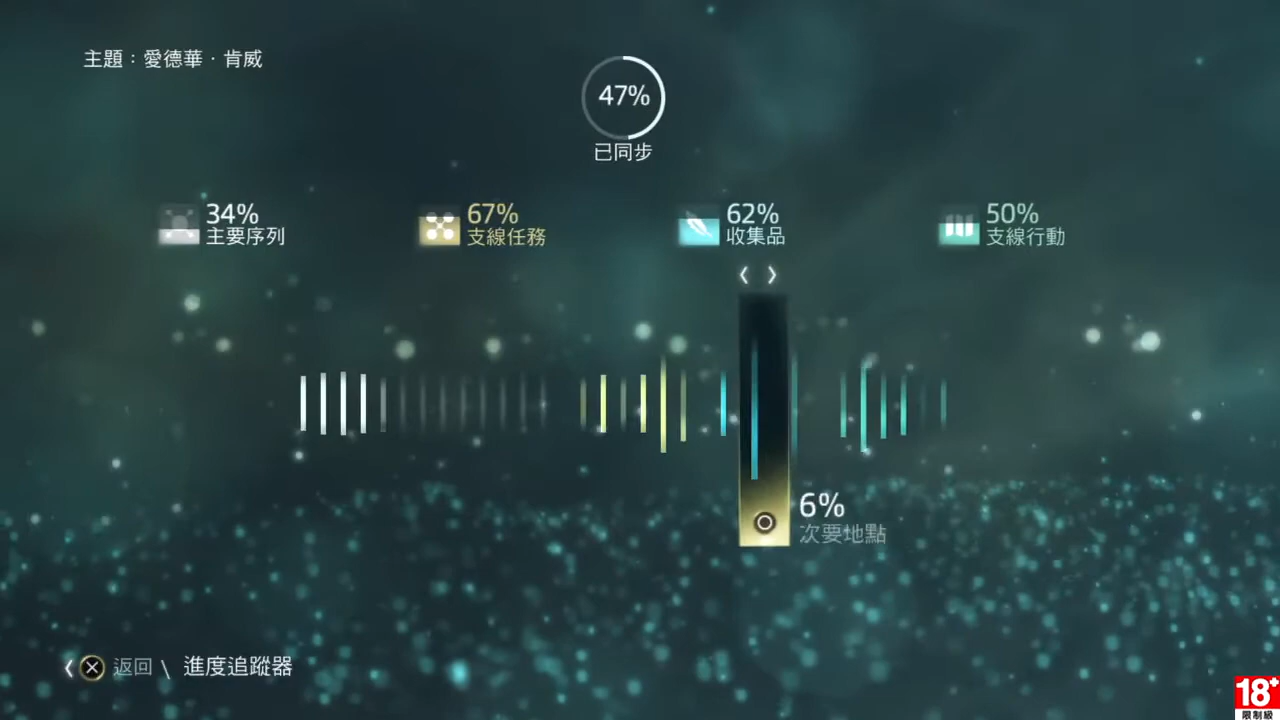 主題：愛德華 · 肯威
47%
已同步
34%
主要序列
67%
支線任務
62%
收集品
50%
支線行動
6%
次要地點
返回 \ 進度追蹤器
18+
限制級